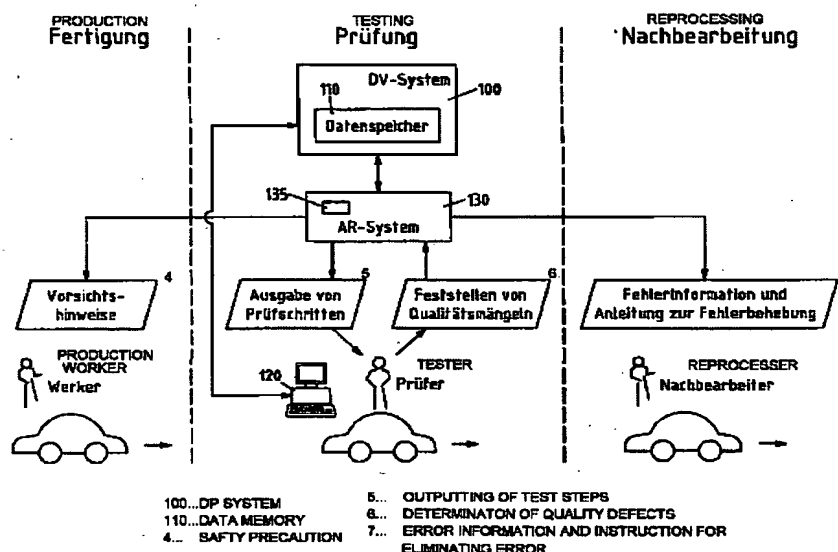 PRODUCTION
Fertigung
TESTING
Prüfung
REPROCESSING
Nachbearbeitung
DV-System
110
100
Datenspeicher
135
130
AR-System
4
Vorsichts-
hinweise
5
Ausgabe von
Prüfschritten
6
Feststellen von
Qualitätsmängeln
Fehlerinformation und
Anleitung zur Fehlerbehebung
PRODUCTION
WORKER
Werker
120
TESTER
Prüfer
REPROCESSER
Nachbearbeiter
100...DP SYSTEM
110...DATA MEMORY
4... SAFTY PRECAUTION
5... OUTPUTTING OF TEST STEPS
6... DETERMINATON OF QUALITY DEFECTS
7... ERROR INFORMATION AND INSTRUCTION FOR
ELIMINATING ERROR